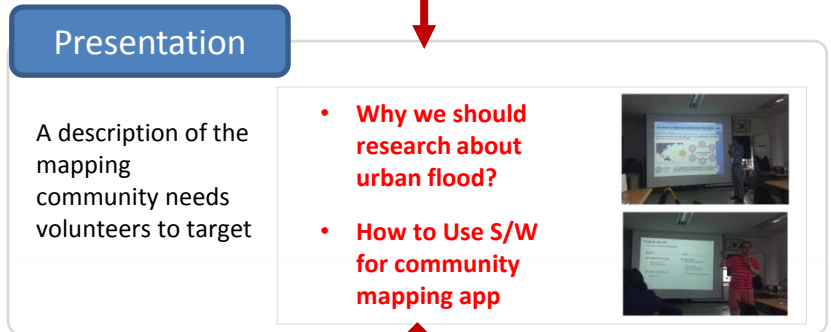 Presentation
A description of the
mapping
community needs
volunteers to target
• Why we should
research about
urban flood?
• How to Use S/W
for community
mapping app